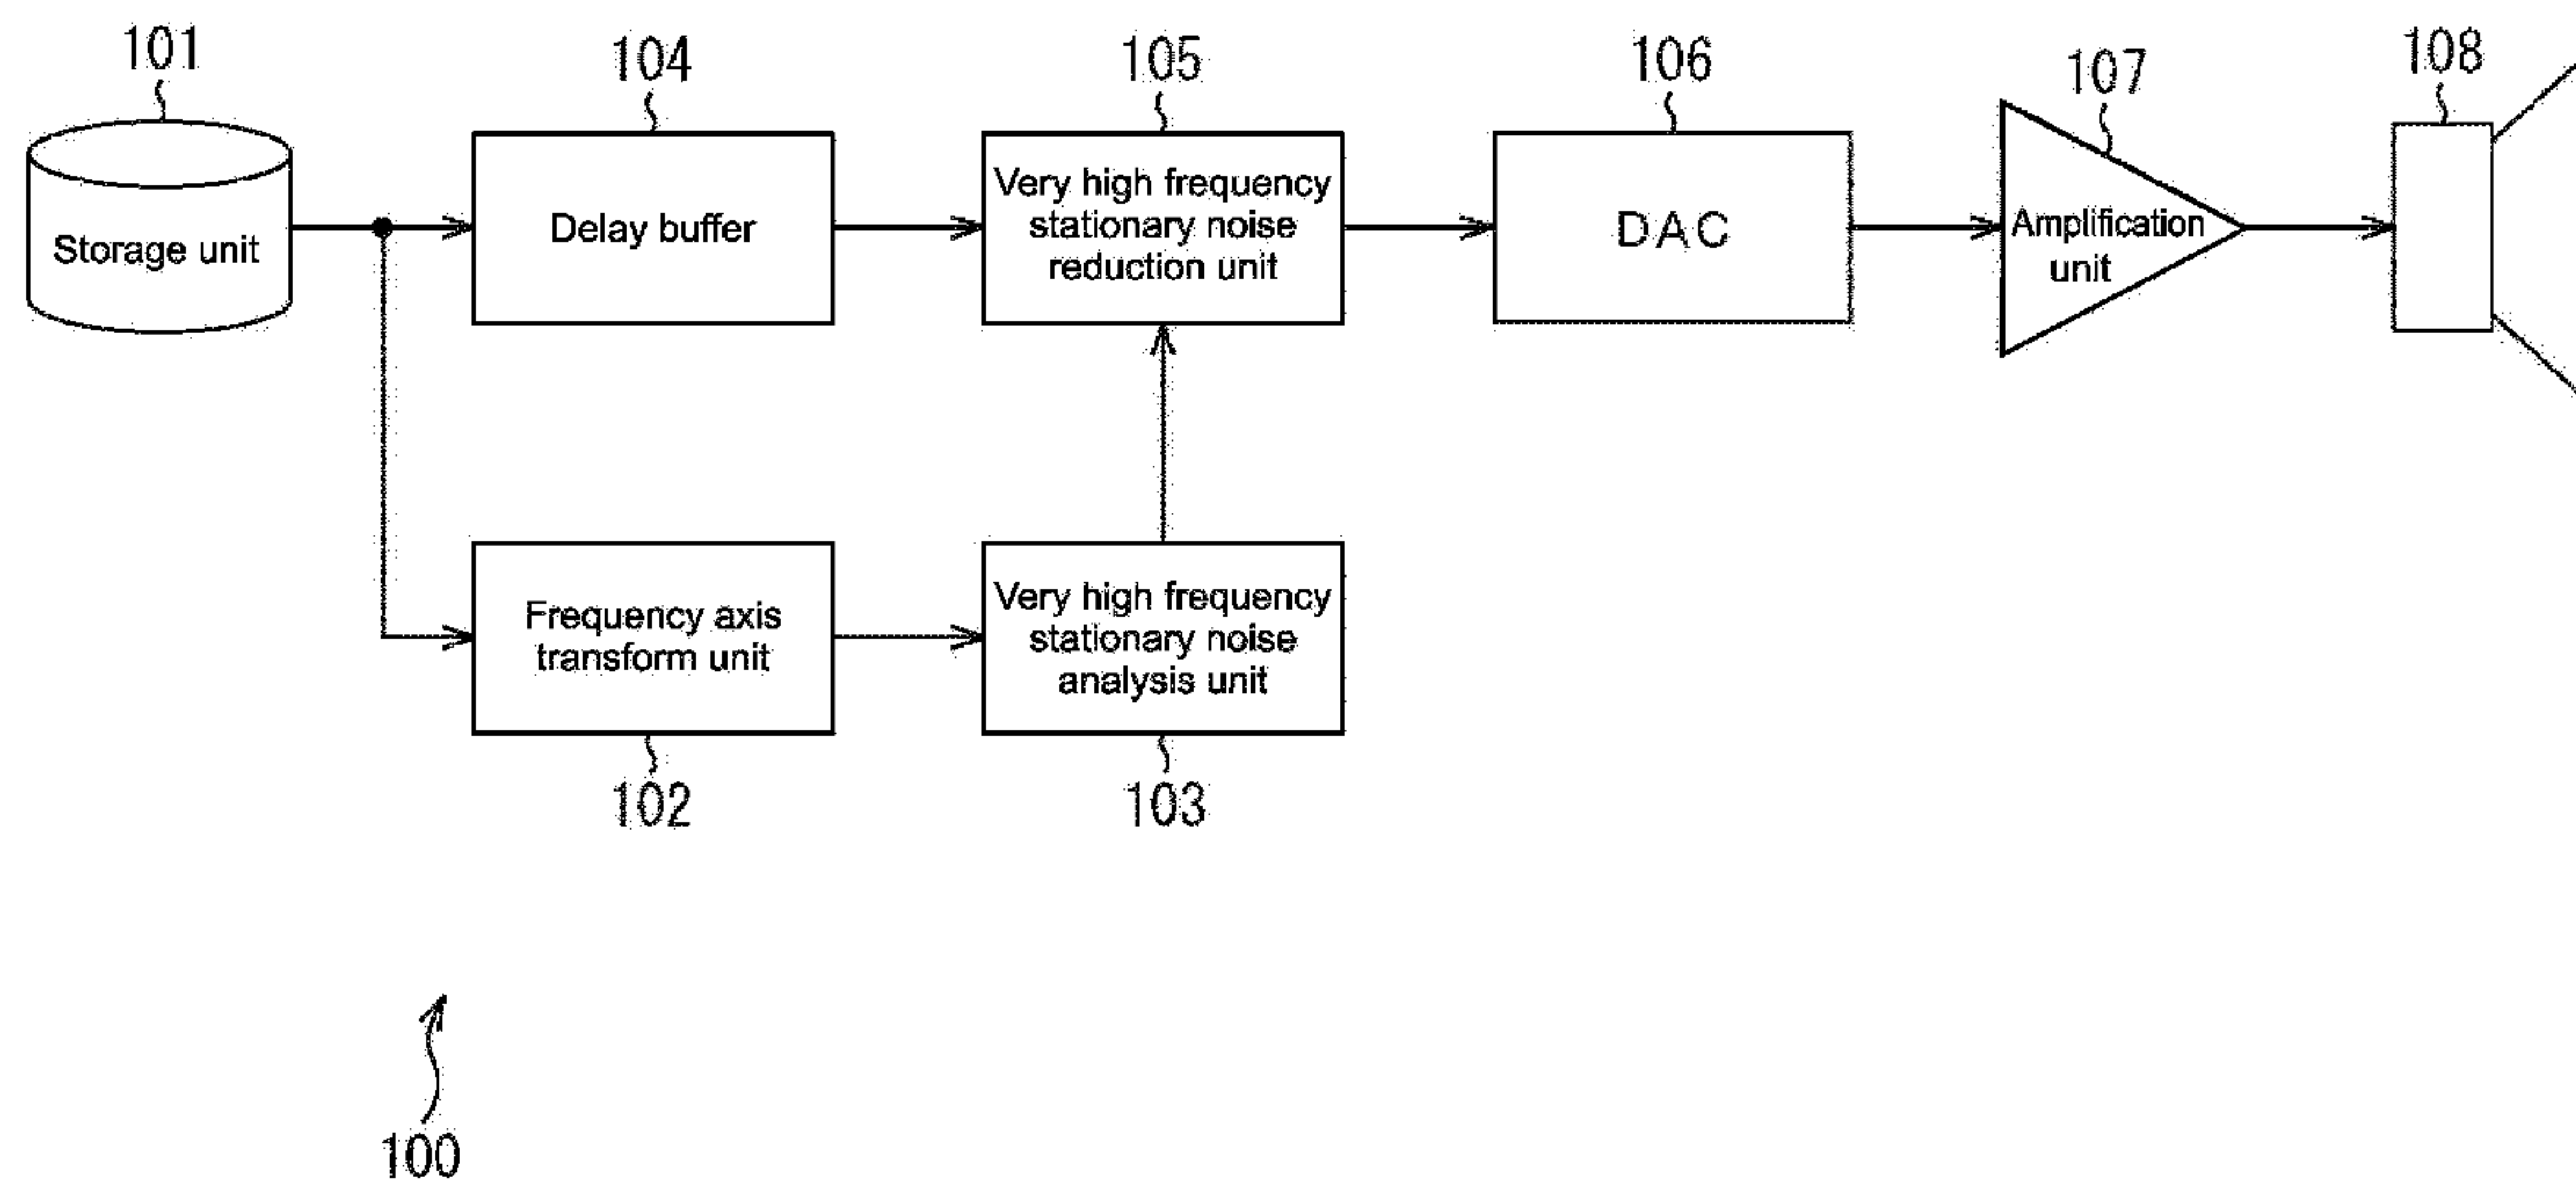 101
104
105
106
107
108
Storage unit
Delay buffer
Very high frequency
stationary noise
reduction unit
DAC
Amplification
unit
Frequency axis
transform unit
Very high frequency
stationary noise
analysis unit
102
103
100